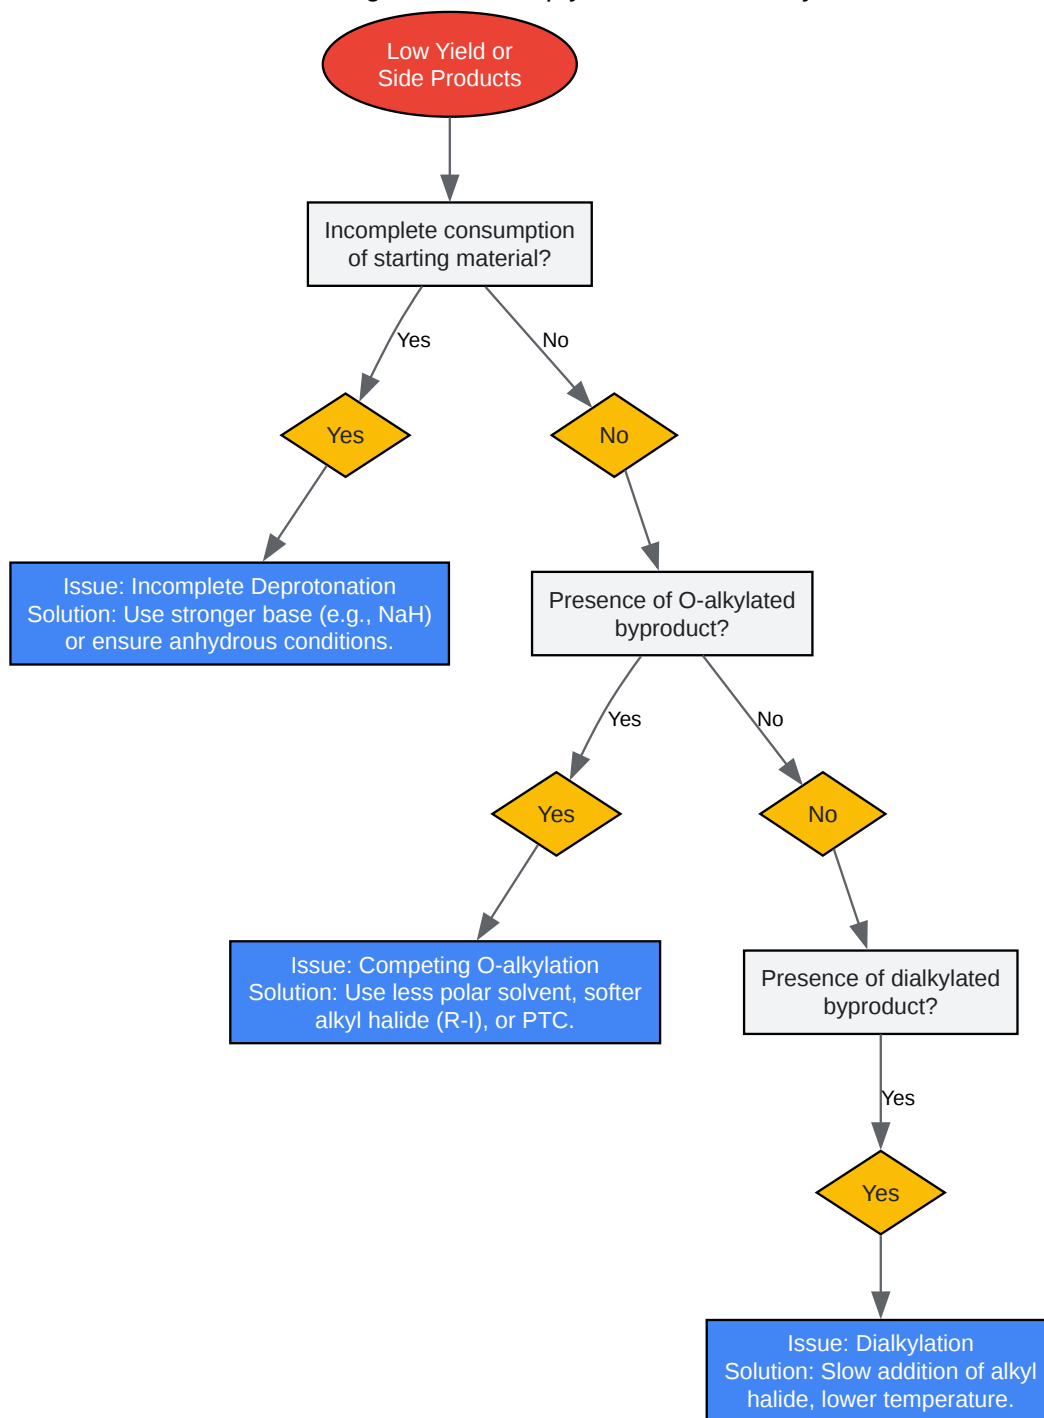 Low Yield or
Side Products
Incomplete consumption
of starting material?
Yes
No
Yes
No
Issue: Incomplete Deprotonation
Solution: Use stronger base (e.g., NaH)
or ensure anhydrous conditions.
Presence of O-alkylated
byproduct?
Yes
No
Yes
No
Issue: Competing O-alkylation
Solution: Use less polar solvent, softer
alkyl halide (R-I), or PTC.
Presence of dialkylated
byproduct?
Yes
Yes
Issue: Dialkylation
Solution: Slow addition of alkyl
halide, lower temperature.